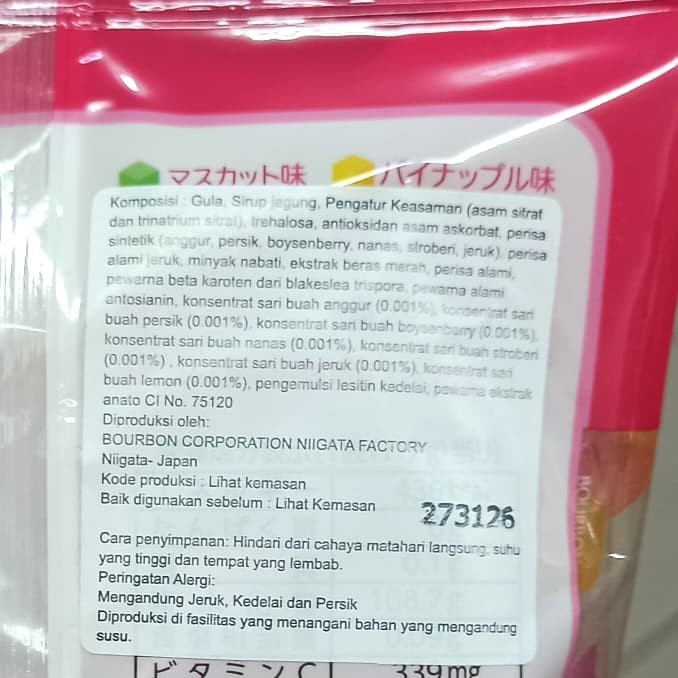 マスカット味 パイナップル味
Komposisi : Gula, Sirup jagung, Pengatur Keasaman (asam sitrat
dan trinatrium sitrat), trehalosa, antioksidan asam askorbat, perisa
sintetik (anggur, persik, boysenberry, nanas, stroberi, jeruk), perisa
alami jeruk, minyak nabati, ekstrak beras merah, perisa alami,
pewarna beta karoten dari blakeslea trispora, pewarna alami
antosianin, konsentrat sari buah anggur (0.001%), konsentrat sari
buah persik (0.001%), konsentrat sari buah boysenberry (0.001%),
konsentrat sari buah nanas (0.001%), konsentrat sari buah stroberi
(0.001%) , konsentrat sari buah jeruk (0.001%), konsentrat sari
buah lemon (0.001%), pengemulsi lesitin kedelai, pewarna ekstrak
anato CI No. 75120
Diproduksi oleh:
BOURBON CORPORATION NIIGATA FACTORY
Niigata- Japan
Kode produksi : Lihat kemasan
Baik digunakan sebelum : Lihat Kemasan
273126
Cara penyimpanan: Hindari dari cahaya matahari langsung, suhu
yang tinggi dan tempat yang lembab.
Peringatan Alergi:
Mengandung Jeruk, Kedelai dan Persik
Diproduksi di fasilitas yang menangani bahan yang mengandung
susu.
ビタミンC 339mg